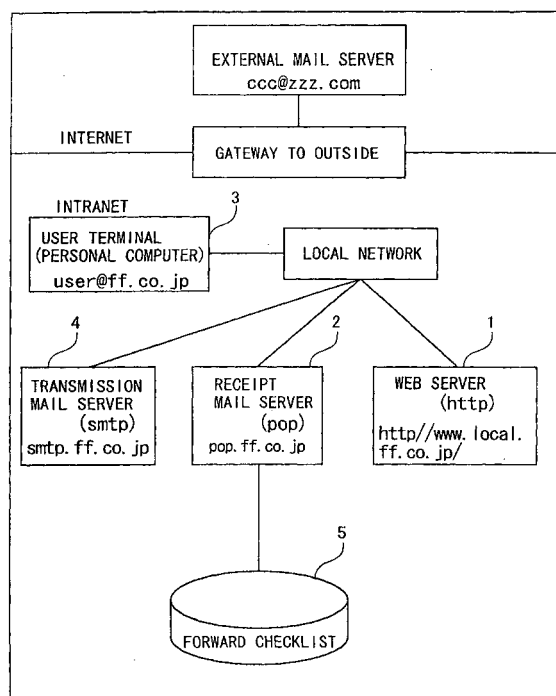 EXTERNAL MAIL SERVER
ccc@zzz.com
INTERNET
GATEWAY TO OUTSIDE
INTRANET
3
USER TERMINAL
(PERSONAL COMPUTER)
user@ff.co.jp
LOCAL NETWORK
4
TRANSMISSION
MAIL SERVER
(smtp)
smtp.ff.co.jp
2
RECEIPT
MAIL SERVER
(pop)
pop.ff.co.jp
1
WEB SERVER
(http)
http//www.local.
ff.co.jp/
5
FORWARD CHECKLIST